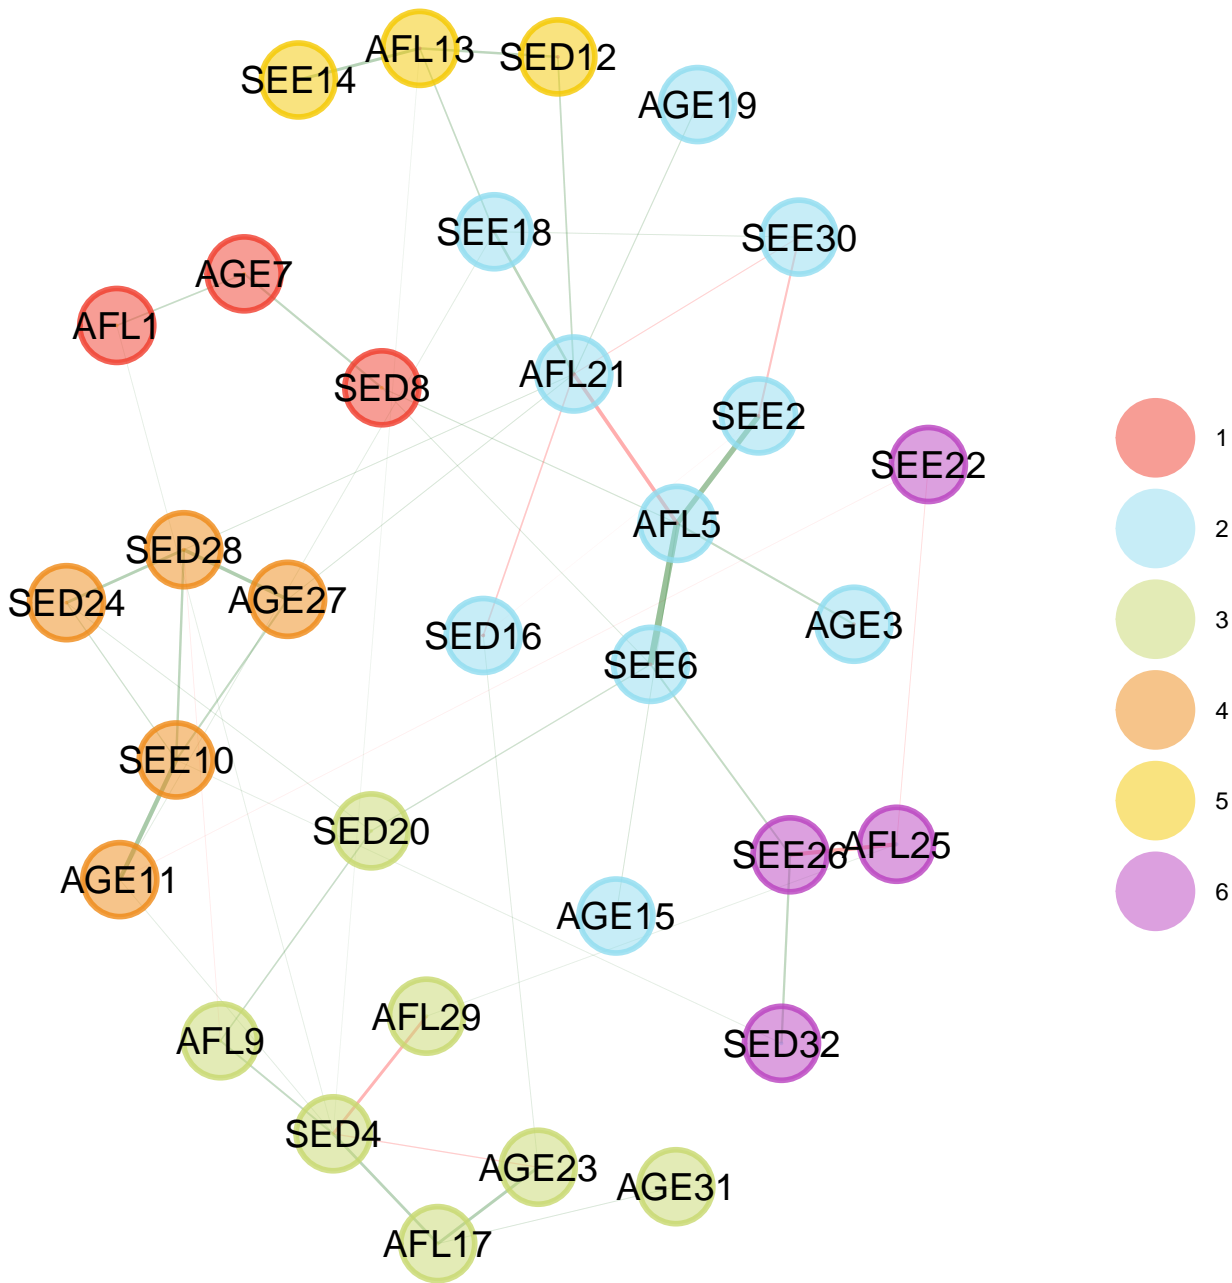 AFL13
SED12
SEE14
AGE19
SEE18
SEE30
AGE7
AFL1
AFL21
SED8
SEE2
SEE22
AFL5
SED28
AGE27
SED24
AGE3
SED16
SEE6
SEE10
SED20
SEE26
AFL25
AGE11
AGE15
AFL29
AFL9
SED32
SED4
AGE23
AGE31
AFL17
1
2
3
4
5
6